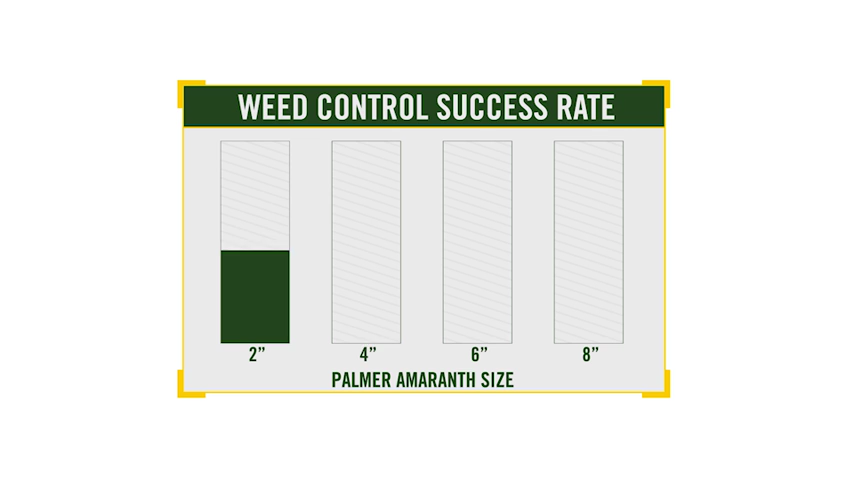 WEED CONTROL SUCCESS RATE
2” 4” 6” 8”
PALMER AMARANTH SIZE